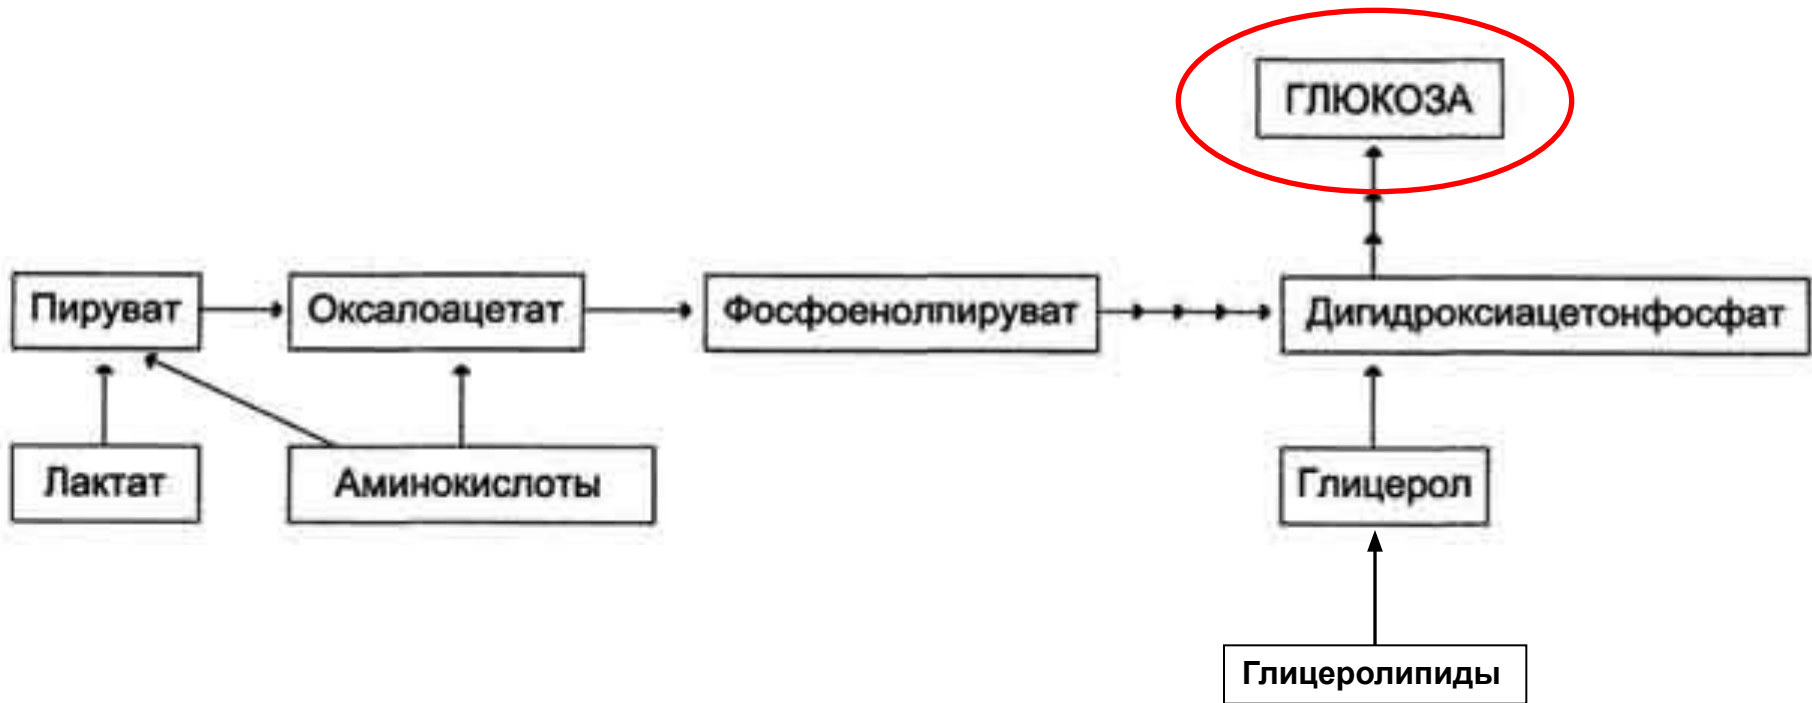 ГЛЮКОЗА
Пируват
Оксалоацетат
Фосфоенолпируват
Дигидроксиацетонфосфат
Лактат
Аминокислоты
Глицерол
Глицеролипиды